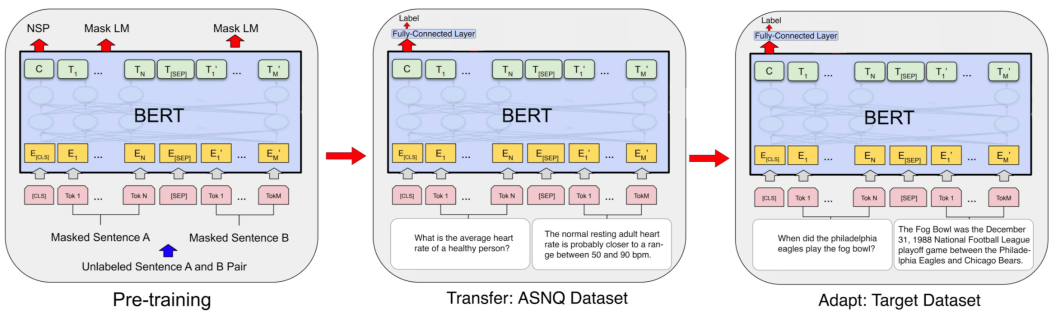 NSP Mask LM Mask LM
C T1 ... TN T[SEP] T1' ... TM'
BERT
E[CLS] E1 ... EN E[SEP] E1' ... EM'
[CLS] Tok 1 ... Tok N [SEP] Tok 1 ... TokM
Masked Sentence A Masked Sentence B
Unlabeled Sentence A and B Pair
Pre-training
Label
Fully-Connected Layer
C T1 ... TN T[SEP] T1' ... TM'
BERT
E[CLS] E1 ... EN E[SEP] E1' ... EM'
[CLS] Tok 1 ... Tok N [SEP] Tok 1 ... TokM
What is the average heart
rate of a healthy person?
The normal resting adult heart
rate is probably closer to a ran-
ge between 50 and 90 bpm.
Transfer: ASNQ Dataset
Label
Fully-Connected Layer
C T1 ... TN T[SEP] T1' ... TM'
BERT
E[CLS] E1 ... EN E[SEP] E1' ... EM'
[CLS] Tok 1 ... Tok N [SEP] Tok 1 ... TokM
When did the philadelphia
eagles play the fog bowl?
The Fog Bowl was the December
31, 1988 National Football League
playoff game between the Philade-
lphia Eagles and Chicago Bears.
Adapt: Target Dataset